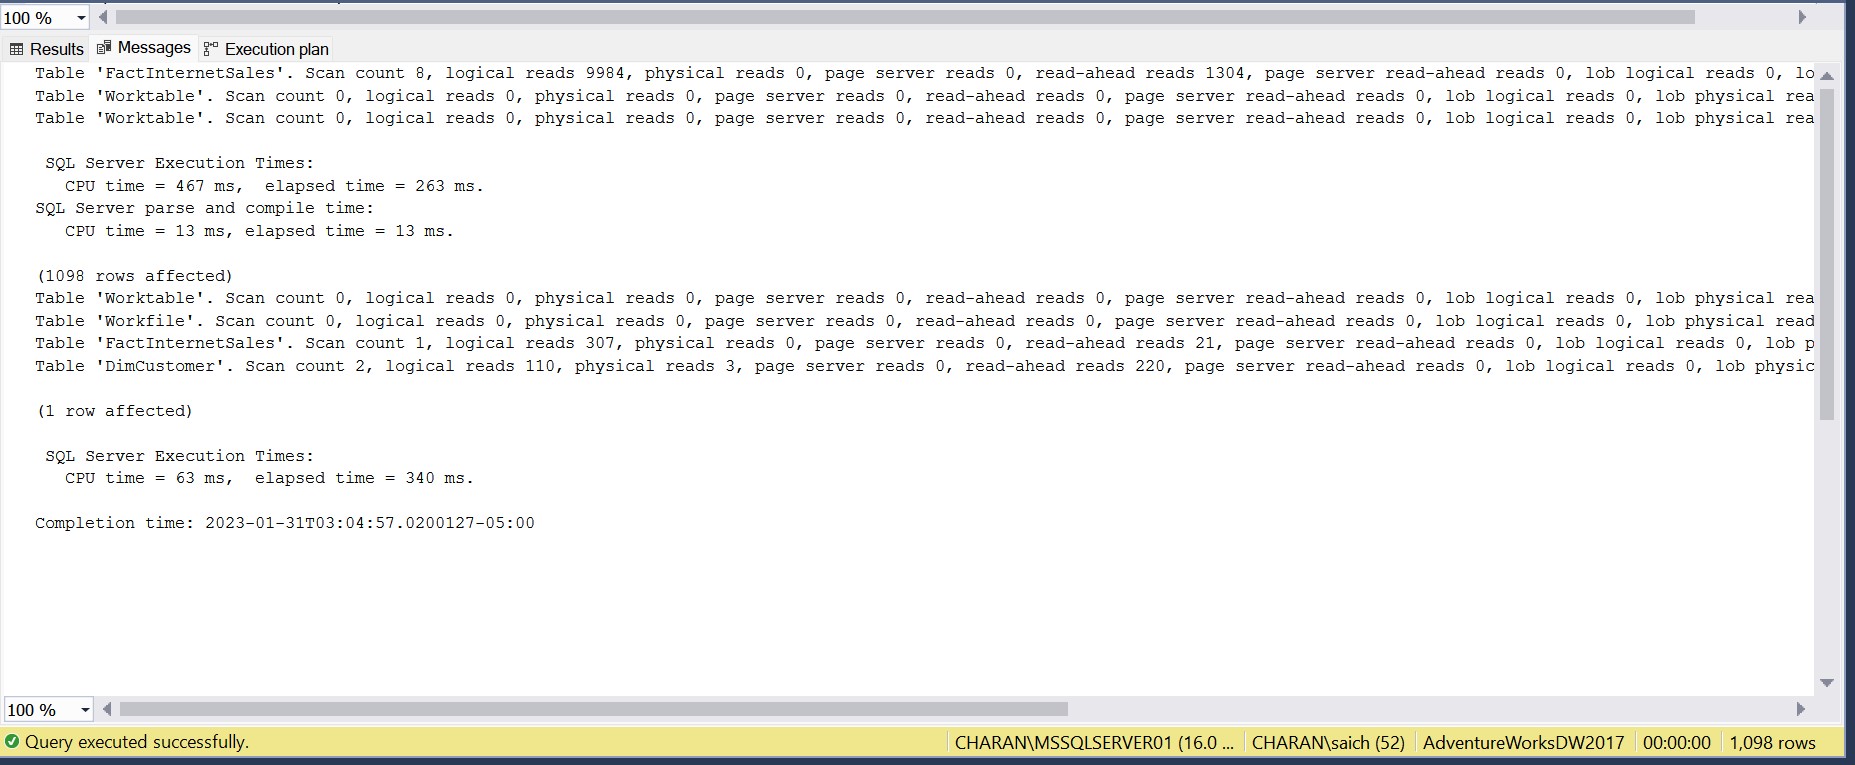 100 %
Results Messages Execution plan
Table 'FactInternetSales'. Scan count 8, logical reads 9984, physical reads 0, page server reads 0, read-ahead reads 1304, page server read-ahead reads 0, lob logical reads 0, lo
Table 'Worktable'. Scan count 0, logical reads 0, physical reads 0, page server reads 0, read-ahead reads 0, page server read-ahead reads 0, lob logical reads 0, lob physical rea
Table 'Worktable'. Scan count 0, logical reads 0, physical reads 0, page server reads 0, read-ahead reads 0, page server read-ahead reads 0, lob logical reads 0, lob physical rea
SQL Server Execution Times:
CPU time = 467 ms, elapsed time = 263 ms.
SQL Server parse and compile time:
CPU time = 13 ms, elapsed time = 13 ms.
(1098 rows affected)
Table 'Worktable'. Scan count 0, logical reads 0, physical reads 0, page server reads 0, read-ahead reads 0, page server read-ahead reads 0, lob logical reads 0, lob physical rea
Table 'Workfile'. Scan count 0, logical reads 0, physical reads 0, page server reads 0, read-ahead reads 0, page server read-ahead reads 0, lob logical reads 0, lob physical read
Table 'FactInternetSales'. Scan count 1, logical reads 307, physical reads 0, page server reads 0, read-ahead reads 21, page server read-ahead reads 0, lob logical reads 0, lob p
Table 'DimCustomer'. Scan count 2, logical reads 110, physical reads 3, page server reads 0, read-ahead reads 220, page server read-ahead reads 0, lob logical reads 0, lob physic
(1 row affected)
SQL Server Execution Times:
CPU time = 63 ms, elapsed time = 340 ms.
Completion time: 2023-01-31T03:04:57.0200127-05:00
100 %
Query executed successfully. CHARAN\MSSQLSERVER01 (16.0 ... CHARAN\saich (52) AdventureWorksDW2017 00:00:00 1,098 rows